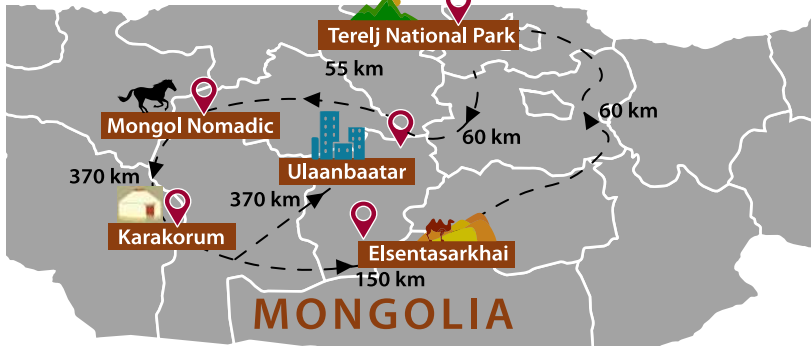 Terelj National Park
55 km
Mongol Nomadic
60 km
60 km
Ulaanbaatar
370 km
370 km
Karakorum
Elsentasarkhai
150 km
MONGOLIA